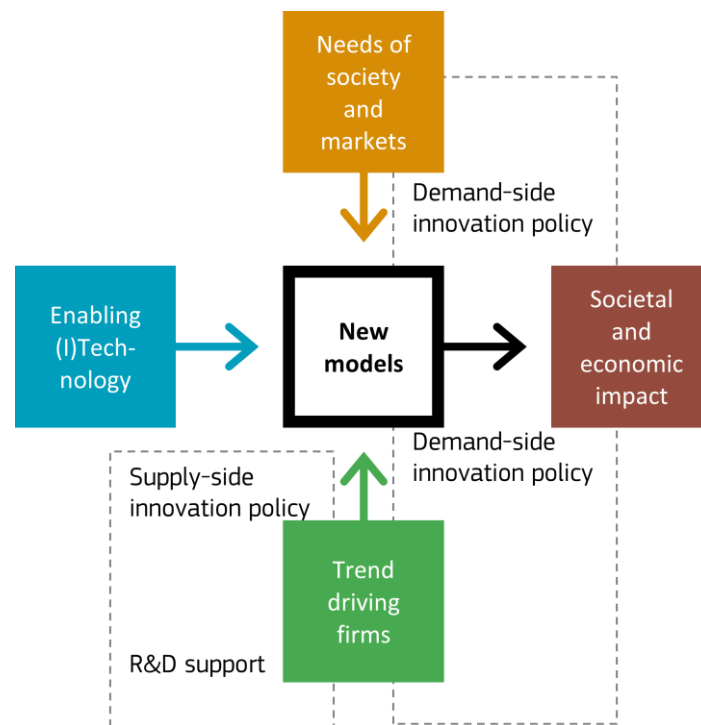 Needs of
society
and
markets
Demand-side
innovation policy
Enabling
(I)Tech-
nology
New
models
Societal
and
economic
impact
Demand-side
innovation policy
Supply-side
innovation policy
Trend
driving
firms
R&D support